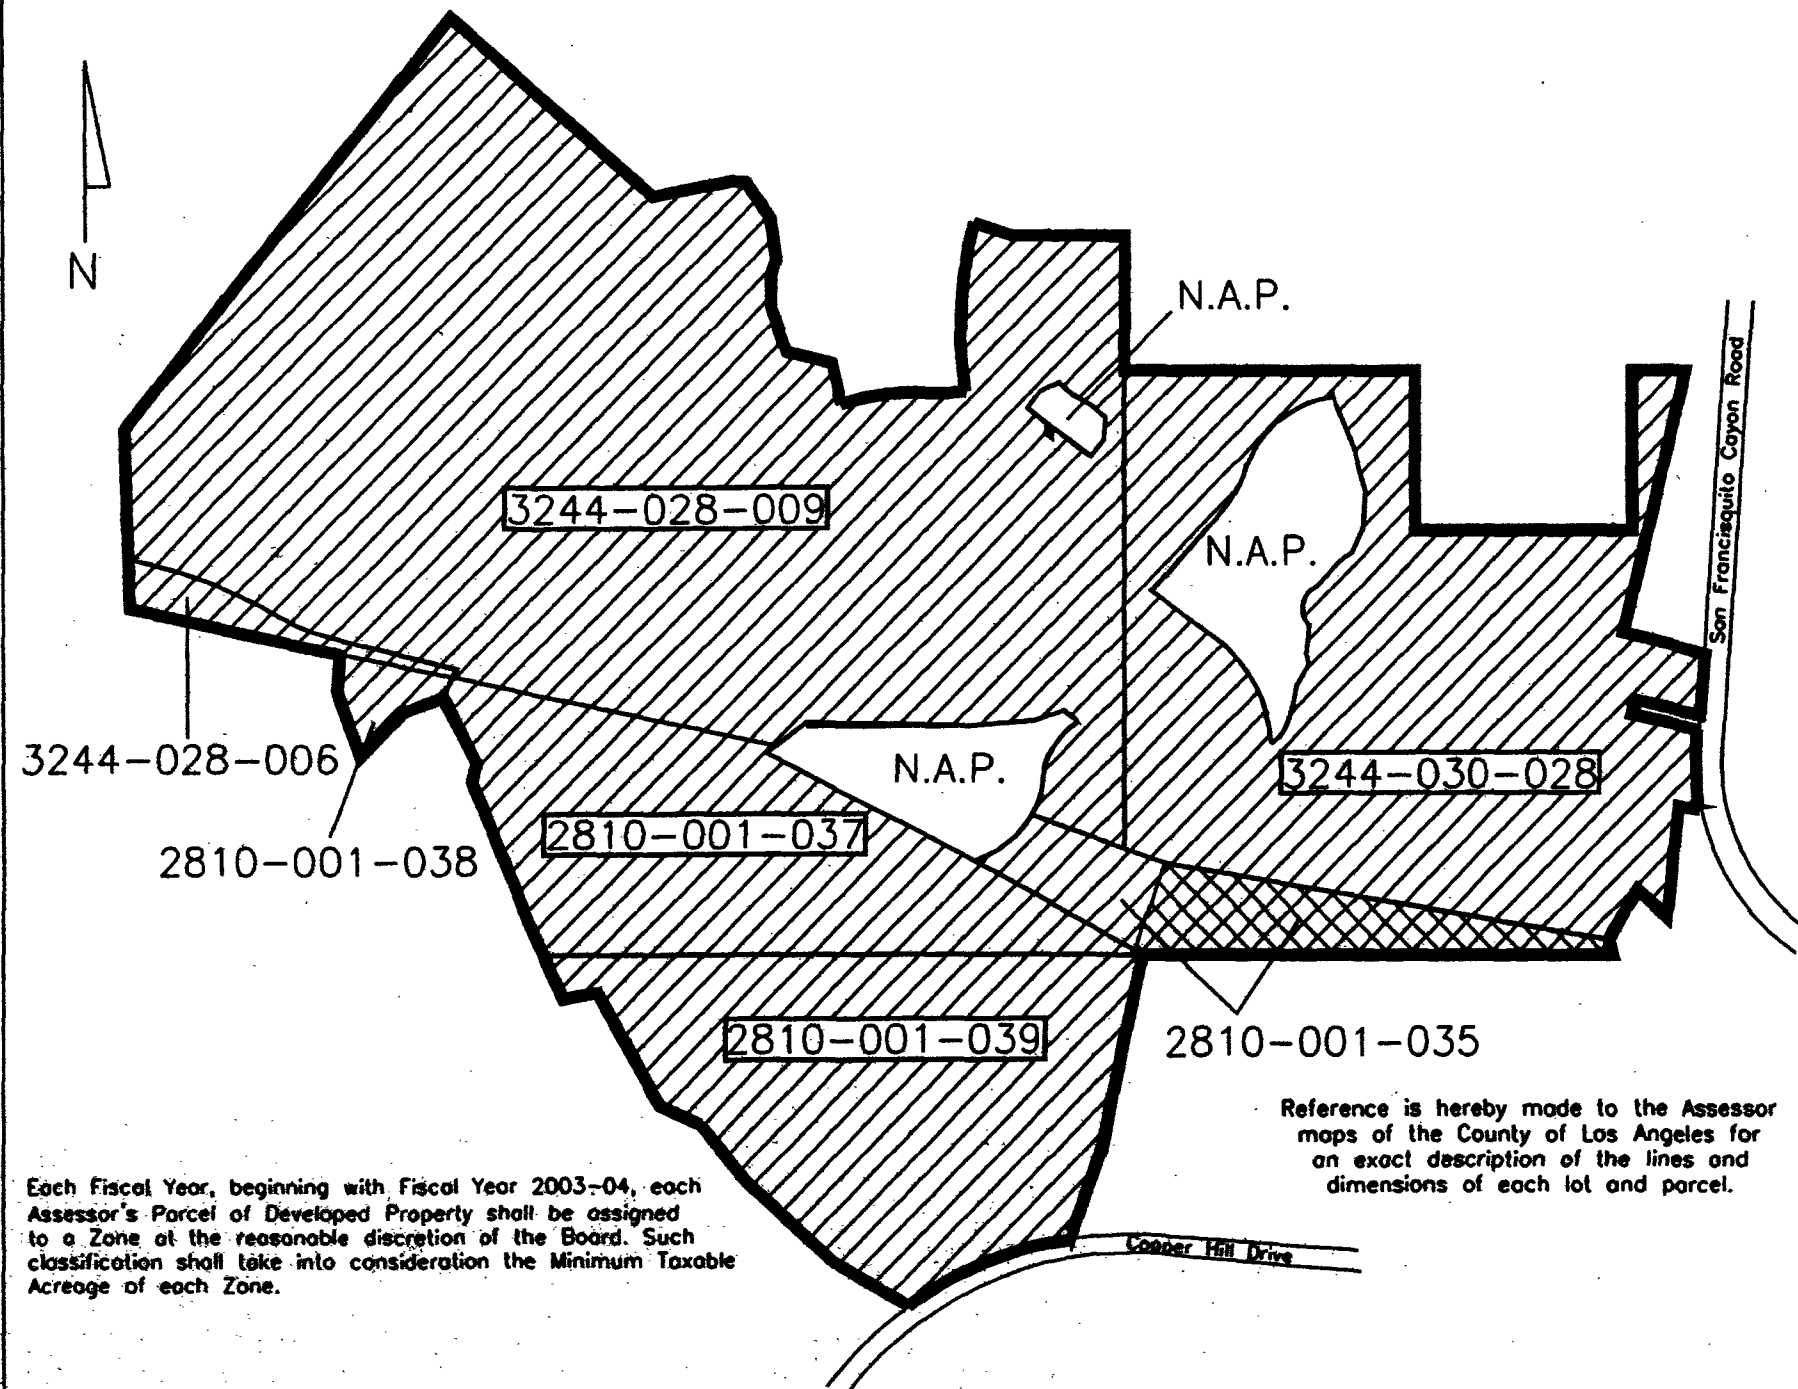 N
N.A.P.
San Francisquito Cayon Road
3244-028-009
N.A.P.
3244-028-006
N.A.P.
3244-030-028
2810-001-037
2810-001-038
2810-001-039
2810-001-035
Reference is hereby made to the Assessor
maps of the County of Los Angeles for
an exact description of the lines and
dimensions of each lot and parcel.
Each Fiscal Year, beginning with Fiscal Year 2003-04, each
Assessor's Parcel of Developed Property shall be assigned
to a Zone at the reasonable discretion of the Board. Such
classification shall take into consideration the Minimum Taxable
Acreage of each Zone.
Copper Hill Drive